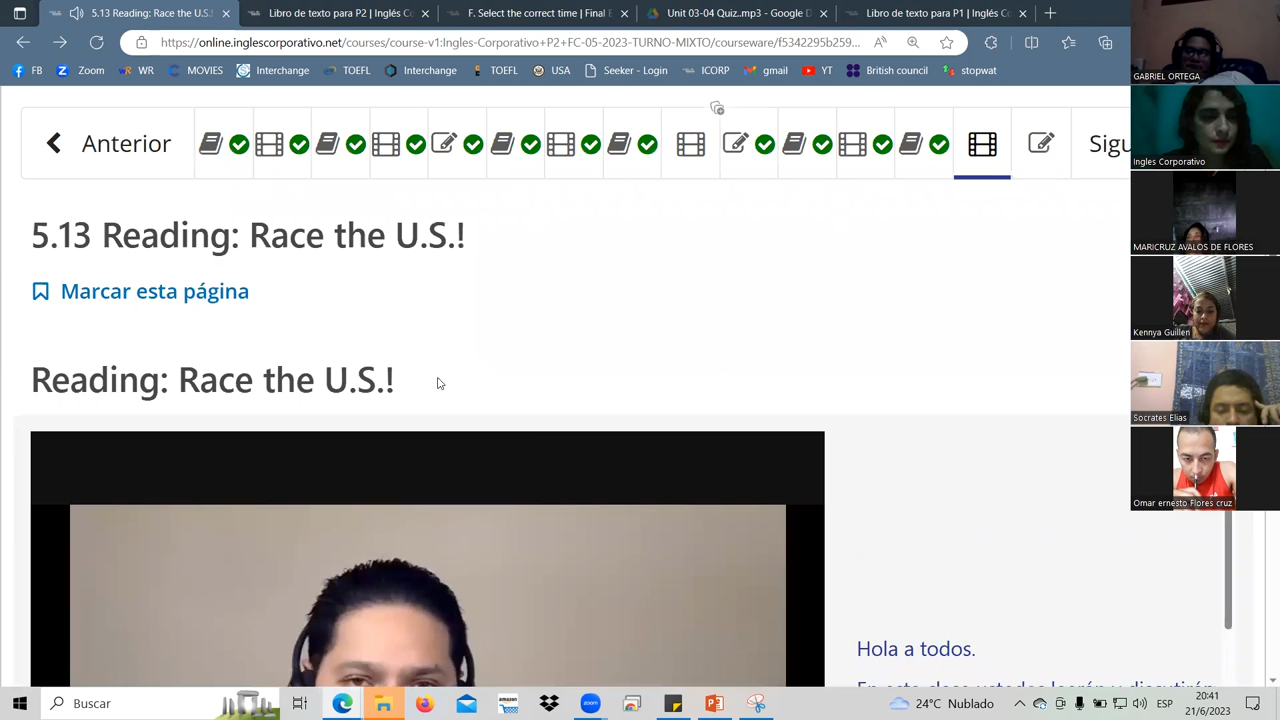 5.13 Reading: Race the U.S.!
Libro de texto para P2 | Inglés Co
F. Select the correct time | Final E
Unit 03-04 Quiz..mp3 - Google D
Libro de texto para P1 | Inglés Co
https://online.inglescorporativo.net/courses/course-v1:Ingles-Corporativo+P2+FC-05-2023-TURNO-MIXTO/courseware/f5342295b259...
FB
Zoom
WR
MOVIES
Interchange
TOEFL
Interchange
TOEFL
USA
Seeker - Login
ICORP
gmail
YT
British council
stopwat
Anterior
Sigu
5.13 Reading: Race the U.S.!
Marcar esta página
Reading: Race the U.S.!
Hola a todos.
GABRIEL ORTEGA
Ingles Corporativo
MARICRUZ AVALOS DE FLORES
Kennya Guillen
Socrates Elias
Omar ernesto Flores cruz
Buscar
amazon
zoom
24°C Nublado
ESP
20:41
21/6/2023